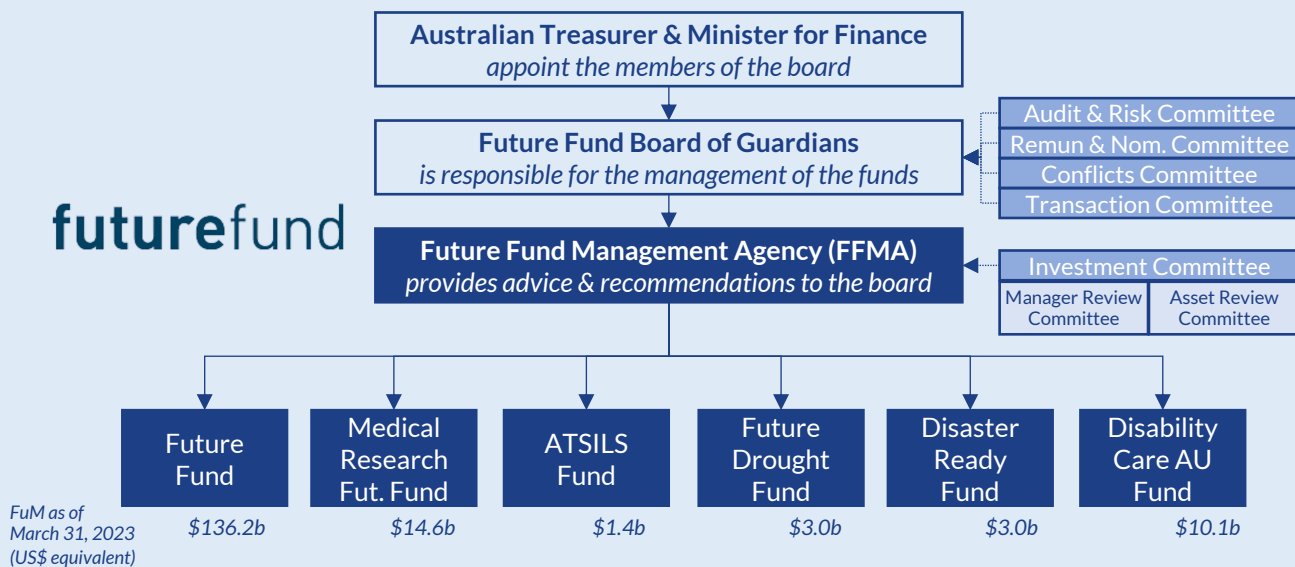 Australian Treasurer & Minister for Finance
appoint the members of the board
Future Fund Board of Guardians
is responsible for the management of the funds
Audit & Risk Committee
Remun & Nom. Committee
Conflicts Committee
Transaction Committee
futurefund
Future Fund Management Agency (FFMA)
provides advice & recommendations to the board
Investment Committee
Manager Review
Committee
Asset Review
Committee
Future
Fund
Medical
Research
Fut. Fund
ATSILS
Fund
Future
Drought
Fund
Disaster
Ready
Fund
Disability
Care AU
Fund
FuM as of
March 31, 2023
(US$ equivalent)
$136.2b
$14.6b
$1.4b
$3.0b
$3.0b
$10.1b